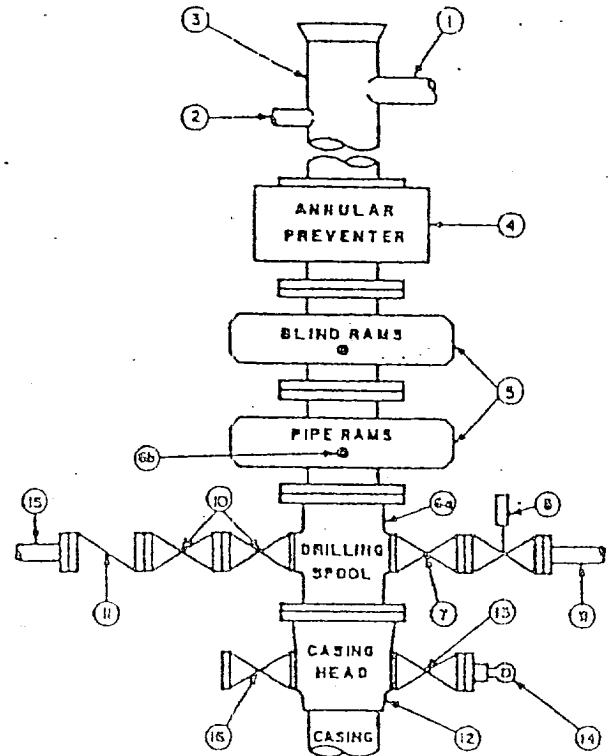 3
1
2
ANNULAR
PREVENTER
4
BLIND RAMS
5
PIPE RAMS
6b
15
10
6a
8
DRILLING
SPOOL
11
7
9
13
CASING
HEAD
16
12
14
CASING